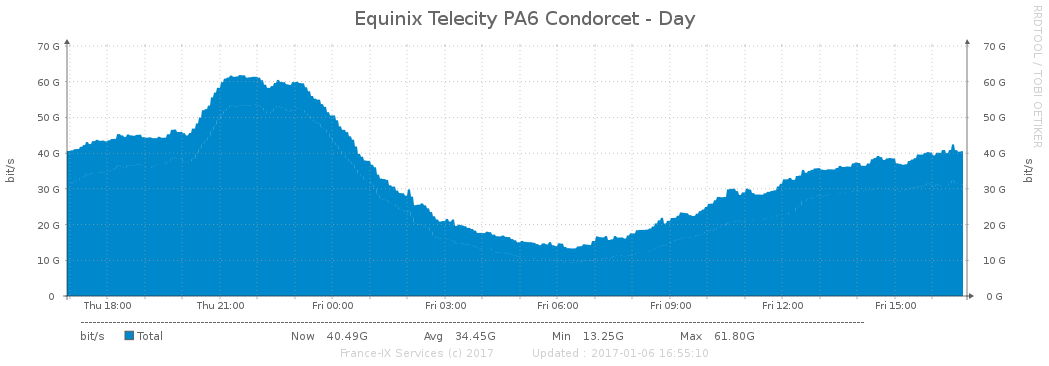 Equinix Telecity PA6 Condorcet - Day
RRDTOOL / TOBI OETIKER
70 G 70 G
60 G 60 G
50 G 50 G
40 G 40 G
30 G 30 G
20 G 20 G
10 G 10 G
0 0 G
bit/s
bit/s
Thu 18:00 Thu 21:00 Fri 00:00 Fri 03:00 Fri 06:00 Fri 09:00 Fri 12:00 Fri 15:00
bit/s Total Now 40.49G Avg 34.45G Min 13.25G Max 61.80G
France-IX Services (c) 2017 Updated : 2017-01-06 16:55:10